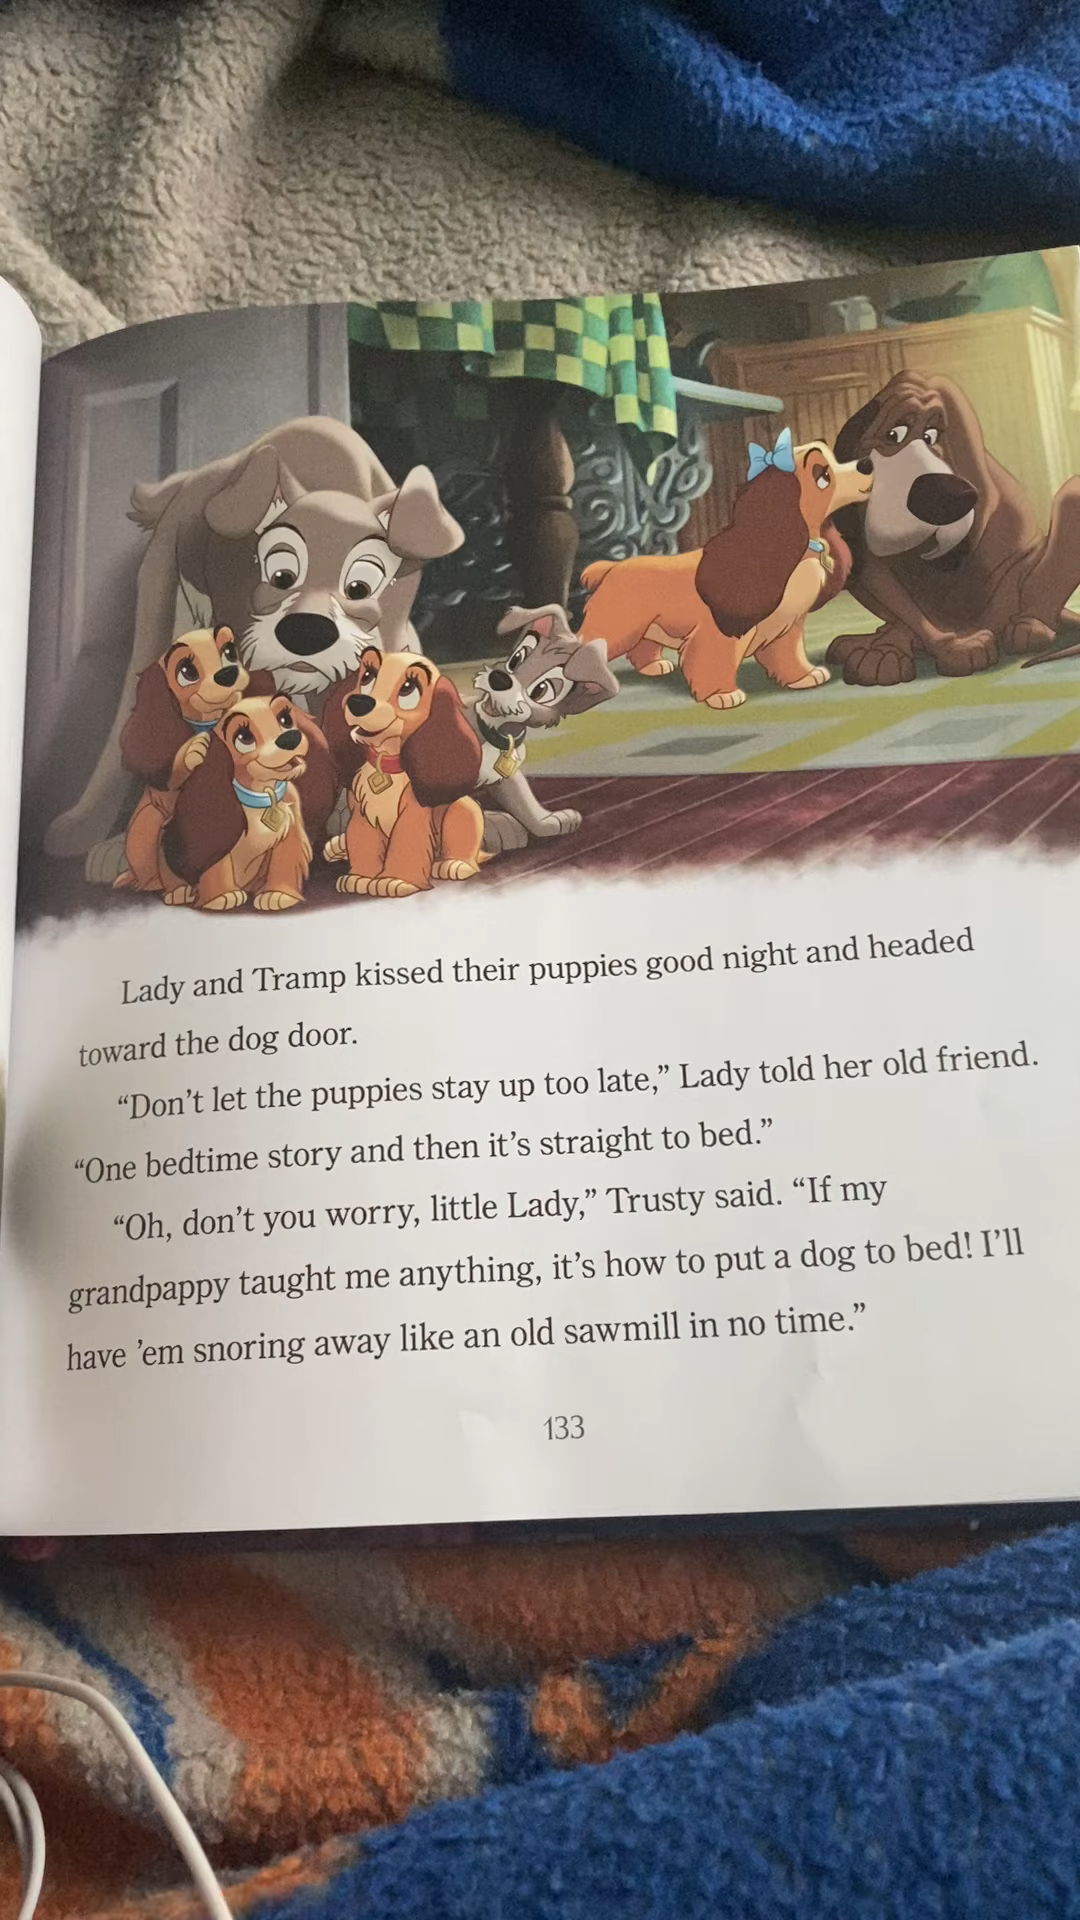 Lady and Tramp kissed their puppies good night and headed
toward the dog door.
“Don’t let the puppies stay up too late,” Lady told her old friend.
“One bedtime story and then it’s straight to bed.”
“Oh, don’t you worry, little Lady,” Trusty said. “If my
grandpappy taught me anything, it’s how to put a dog to bed! I’ll
have ’em snoring away like an old sawmill in no time.”
133